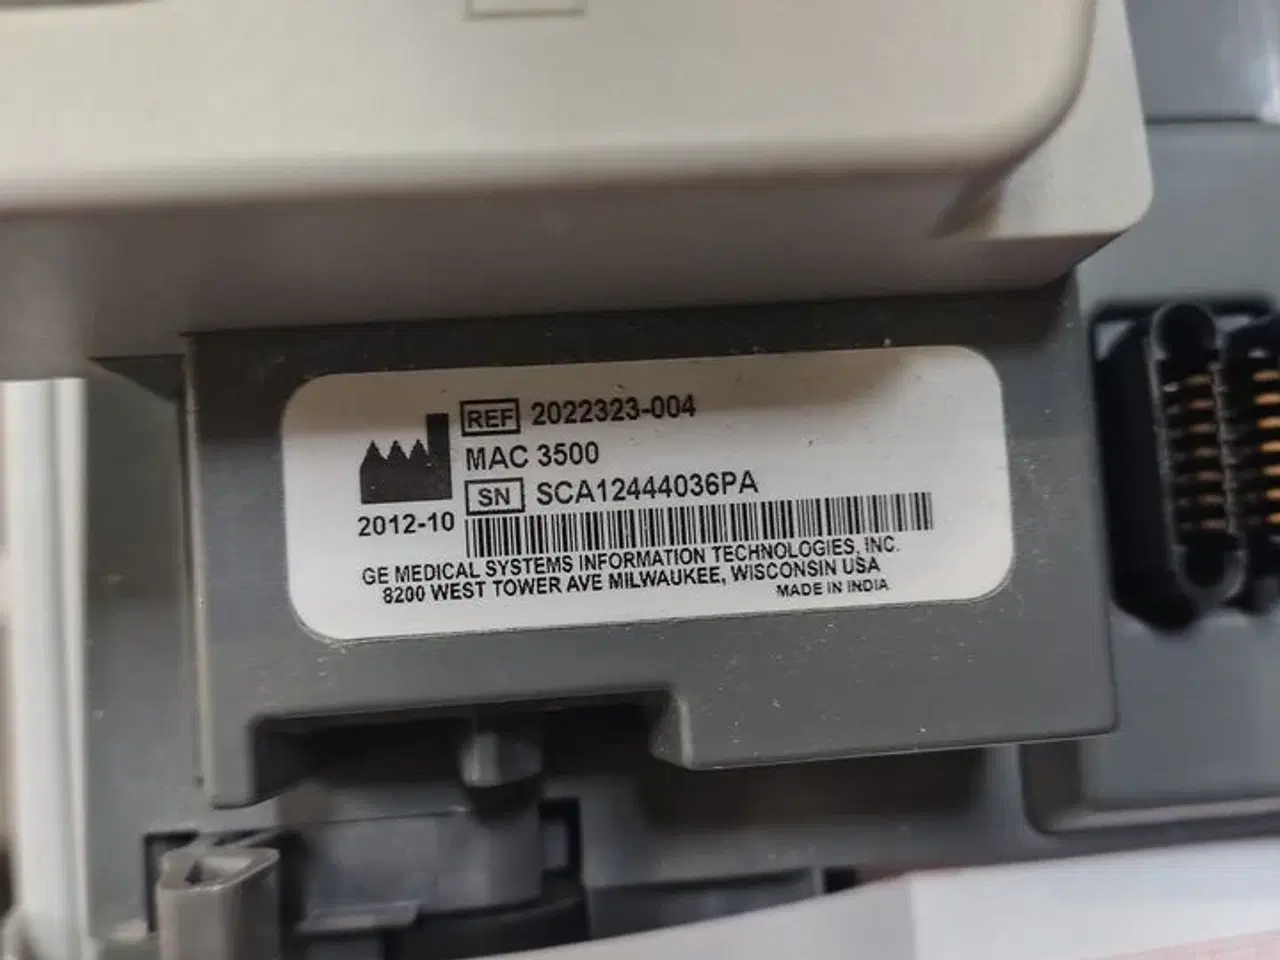 REF 2022323-004
MAC 3500
SN SCA12444036PA
2012-10
GE MEDICAL SYSTEMS INFORMATION TECHNOLOGIES, INC.
8200 WEST TOWER AVE MILWAUKEE, WISCONSIN USA
MADE IN INDIA